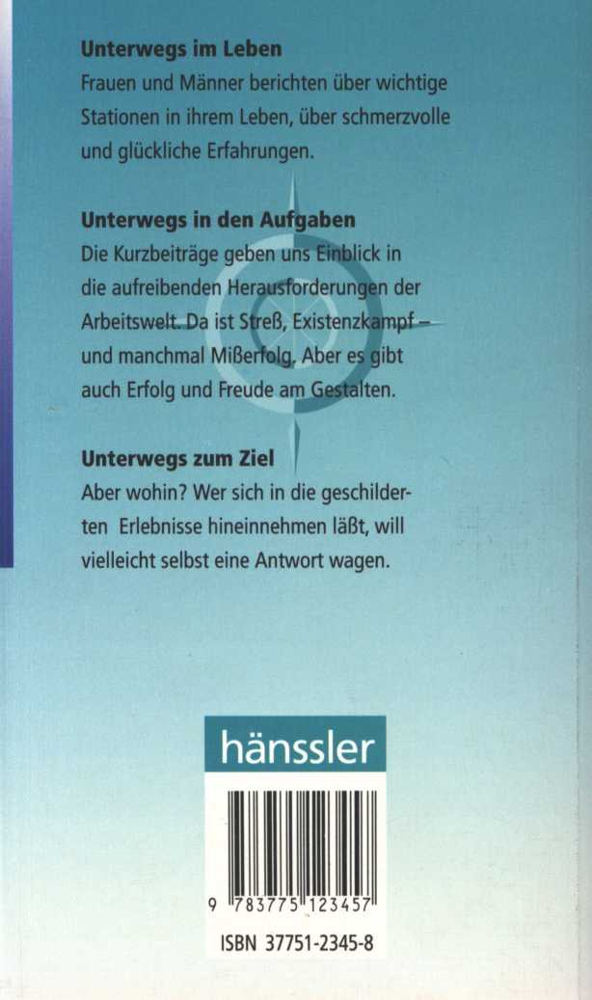 Unterwegs im Leben
Frauen und Männer berichten über wichtige
Stationen in ihrem Leben, über schmerzvolle
und glückliche Erfahrungen.
Unterwegs in den Aufgaben
Die Kurzbeiträge geben uns Einblick in
die aufreibenden Herausforderungen der
Arbeitswelt. Da ist Streß, Existenzkampf –
und manchmal Mißerfolg. Aber es gibt
auch Erfolg und Freude am Gestalten.
Unterwegs zum Ziel
Aber wohin? Wer sich in die geschilder-
ten Erlebnisse hineinnehmen läßt, will
vielleicht selbst eine Antwort wagen.
hänssler
9 783775 123457
ISBN 37751-2345-8